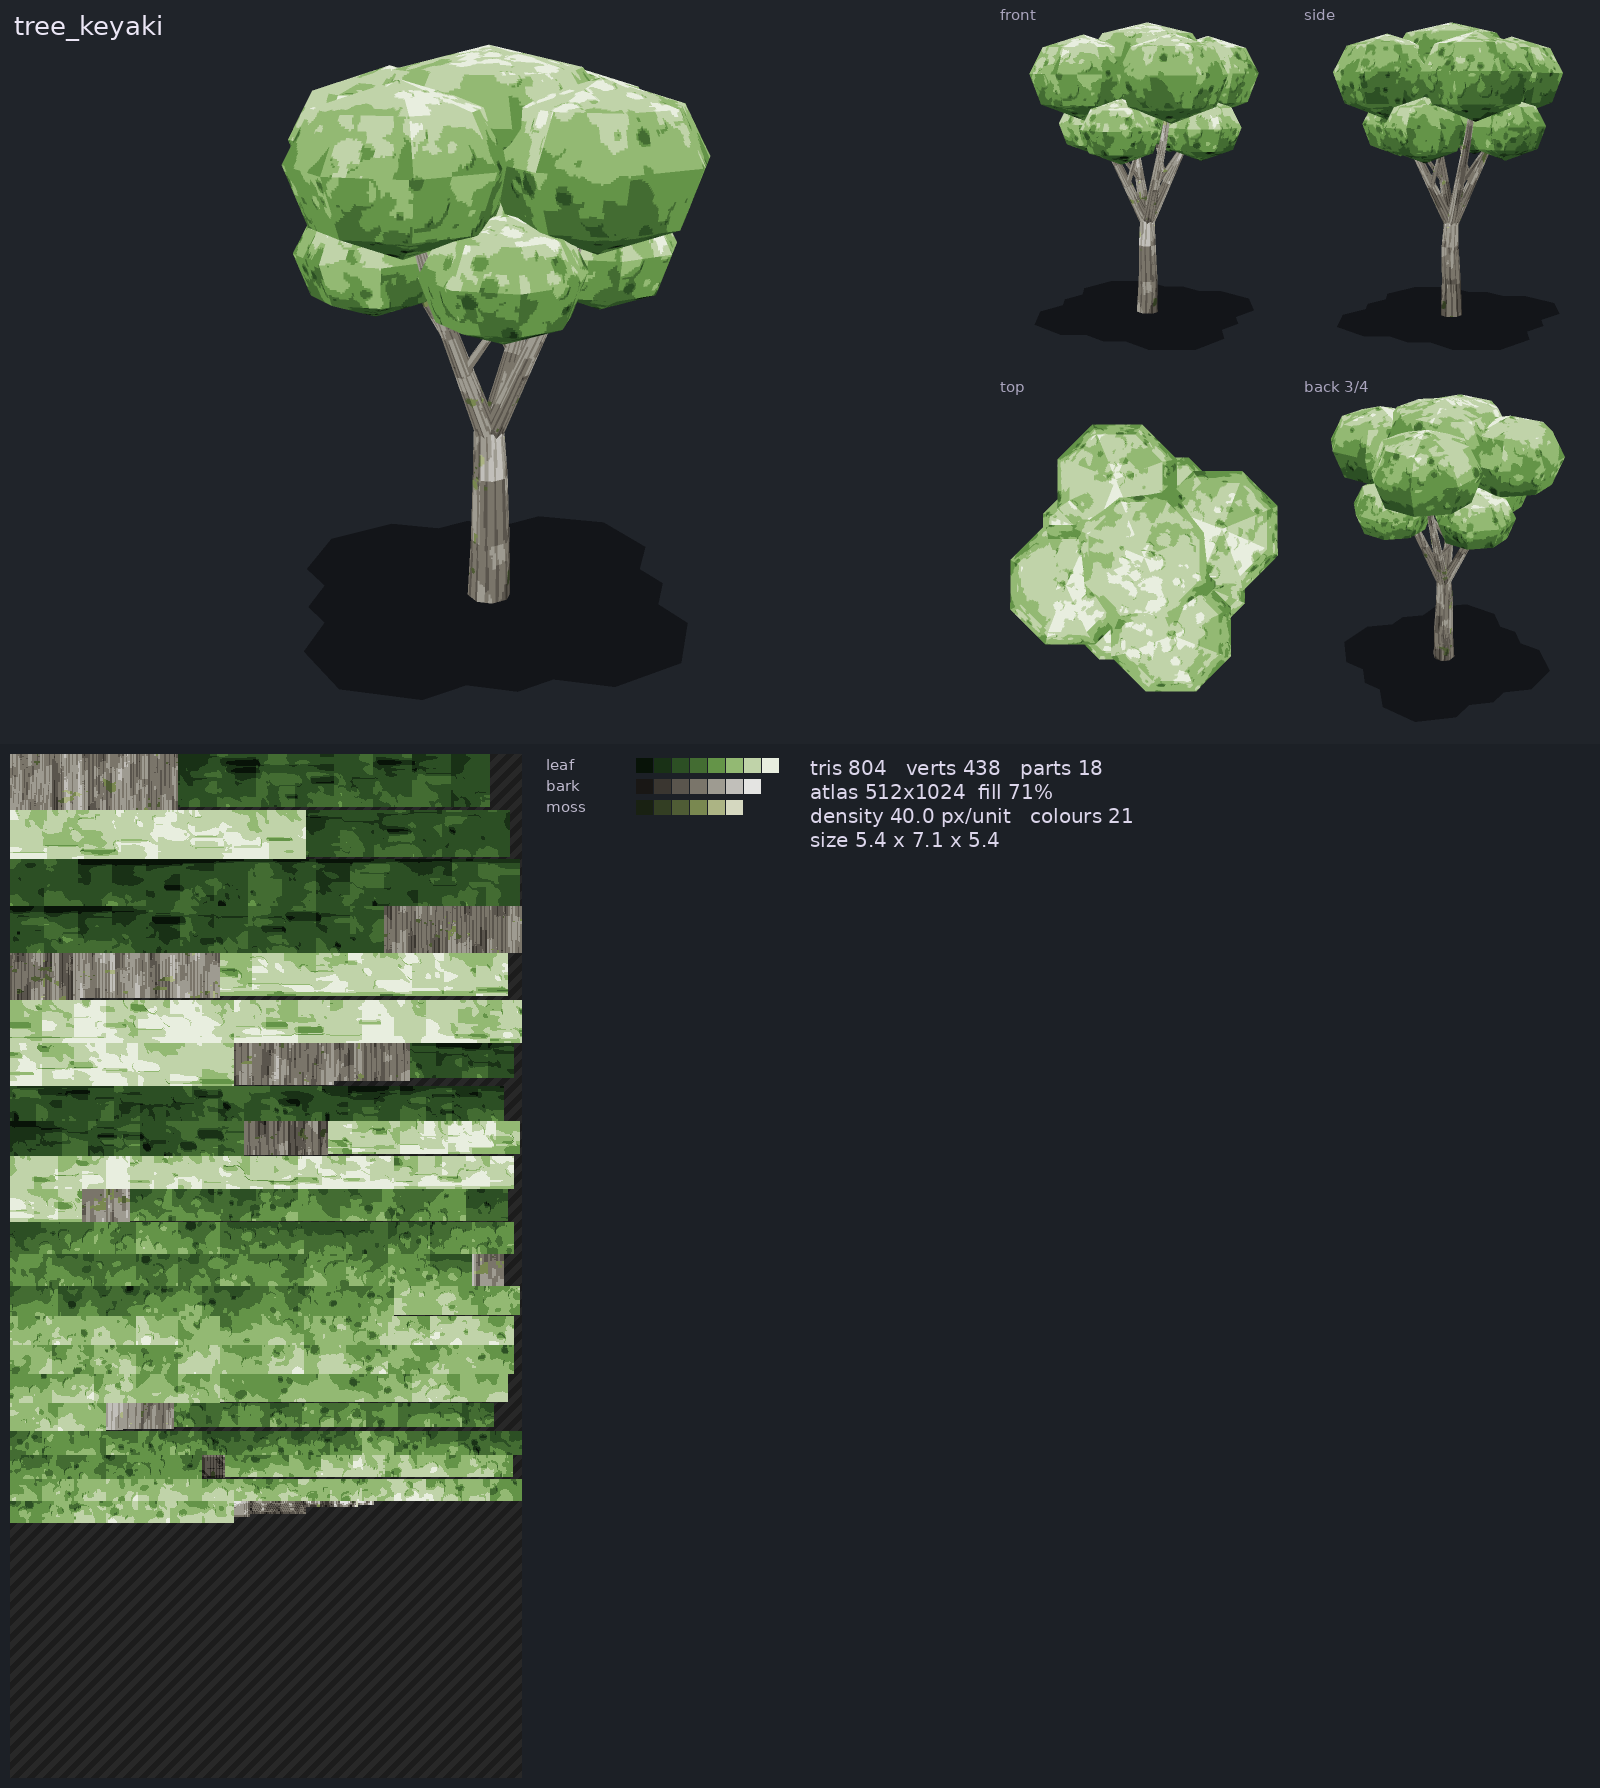 tree_keyaki
front
side
top
back 3/4
leaf
bark
moss
tris 804 verts 438 parts 18
atlas 512x1024 fill 71%
density 40.0 px/unit colours 21
size 5.4 x 7.1 x 5.4